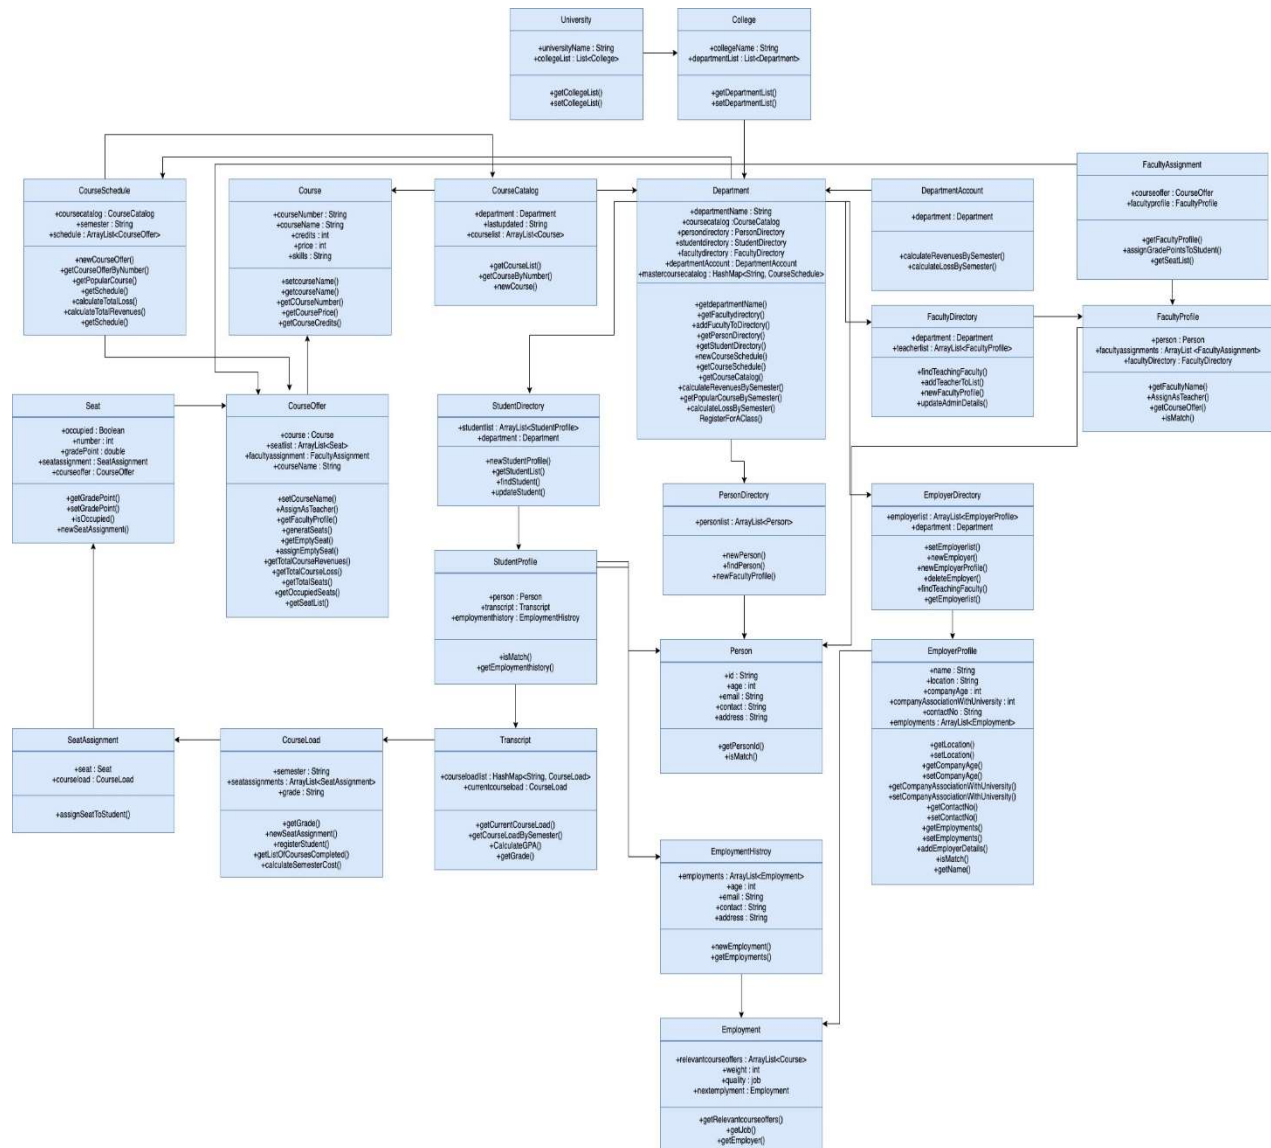 University
+universityName : String
+collegeList : List<College>
+getCollegeList()
+setCollegeList()
College
+collegeName : String
+departmentList : List<Department>
+getDepartmentList()
+setDepartmentList()
CourseSchedule
+coursecatalog : CourseCatalog
+semester : String
+schedule : ArrayList<CourseOffer>
+newCourseOffer()
+getCourseOfferByNumber()
+getPopularCourse()
+getSchedule()
+calculateTotalLoss()
+calculateTotalRevenues()
+getSchedule()
Course
+courseNumber : String
+courseName : String
+credits : int
+price : int
+skills : String
+setcourseName()
+getcourseName()
+getCOurseNumber()
+getCoursePrice()
+getCourseCredits()
CourseCatalog
+department : Department
+lastupdated : String
+courselist : ArrayList<Course>
+getCourseList()
+getCourseByNumber()
+newCourse()
Department
+departmentName : String
+coursecatalog :CourseCatalog
+persondirectory : PersonDirectory
+studentdirectory : StudentDirectory
+facultydirectory : FacultyDirectory
+departmentAccount : DepartmentAccount
+mastercoursecatalog : HashMap<String, CourseSchedule>
+getdepartmentName()
+getFacultydirectory()
+addFucultyToDirectory()
+getPersonDirectory()
+getStudentDirectory()
+newCourseSchedule()
+getCourseSchedule()
+getCourseCatalog()
+calculateRevenuesBySemester()
+getPopularCourseBySemester()
+calculateLossBySemester()
RegisterForAClass()
DepartmentAccount
+department : Department
+calculateRevenuesBySemester()
+calculateLossBySemester()
FacultyAssignment
+courseoffer : CourseOffer
+facultyprofile : FacultyProfile
+getFacultyProfile()
+assignGradePointsToStudent()
+getSeatList()
FacultyDirectory
+department : Department
+teacherlist : ArrayList<FacultyProfile>
+findTeachingFaculty()
+addTeacherToList()
+newFacultyProfile()
+updateAdminDetails()
FacultyProfile
+person : Person
+facultyassignments : ArrayList <FacultyAssignment>
+facultyDirectory : FacultyDirectory
+getFacultyName()
+AssignAsTeacher()
+getCourseOffer()
+isMatch()
Seat
+occupied : Boolean
+number : int
+gradePoint : double
+seatassignment : SeatAssignment
+courseoffer : CourseOffer
+getGradePoint()
+setGradePoint()
+isOccupied()
+newSeatAssignment()
CourseOffer
+course : Course
+seatlist : ArrayList<Seat>
+facultyassignment : FacultyAssignment
+courseName : String
+setCourseName()
+AssignAsTeacher()
+getFacultyProfile()
+generatSeats()
+getEmptySeat()
+assignEmptySeat()
+getTotalCourseRevenues()
+getTotalCourseLoss()
+getTotalSeats()
+getOccupiedSeats()
+getSeatList()
StudentDirectory
+studentlist : ArrayList<StudentProfile>
+department : Department
+newStudentProfile()
+getStudentList()
+findStudent()
+updateStudent()
PersonDirectory
+personlist : ArrayList<Person>
+newPerson()
+findPerson()
+newFacultyProfile()
EmployerDirectory
+employerlist : ArrayList<EmployerProfile>
+department : Department
+setEmployerlist()
+newEmployer()
+newEmployerProfile()
+deleteEmployer()
+findTeachingFaculty()
+getEmployerlist()
StudentProfile
+person : Person
+transcript : Transcript
+employmenthistory : EmploymentHistroy
+isMatch()
+getEmploymenthistory()
Person
+id : String
+age : int
+email : String
+contact : String
+address : String
+getPersonId()
+isMatch()
EmployerProfile
+name : String
+location : String
+companyAge : int
+companyAssociationWithUniversity : int
+contactNo : String
+employments : ArrayList<Employment>
+getLocation()
+setLocation()
+getCompanyAge()
+setCompanyAge()
+getCompanyAssociationWithUniversity()
+setCompanyAssociationWithUniversity()
+getContactNo()
+setContactNo()
+getEmployments()
+setEmployments()
+addEmployerDetails()
+isMatch()
+getName()
SeatAssignment
+seat : Seat
+courseload : CourseLoad
+assignSeatToStudent()
CourseLoad
+semester : String
+seatassignments : ArrayList<SeatAssignment>
+grade : String
+getGrade()
+newSeatAssignment()
+registerStudent()
+getListOfCoursesCompleted()
+calculateSemesterCost()
Transcript
+courseloadlist : HashMap<String, CourseLoad>
+currentcourseload : CourseLoad
+getCurrentCourseLoad()
+getCourseLoadBySemester()
+CalculateGPA()
+getGrade()
EmploymentHistroy
+employments : ArrayList<Employment>
+age : int
+email : String
+contact : String
+address : String
+newEmployment()
+getEmployments()
Employment
+relevantcourseoffers : ArrayList<Course>
+weight : int
+quality : job
+nextemplyment : Employment
+getRelevantcourseoffers()
+getJob()
+getEmployer()